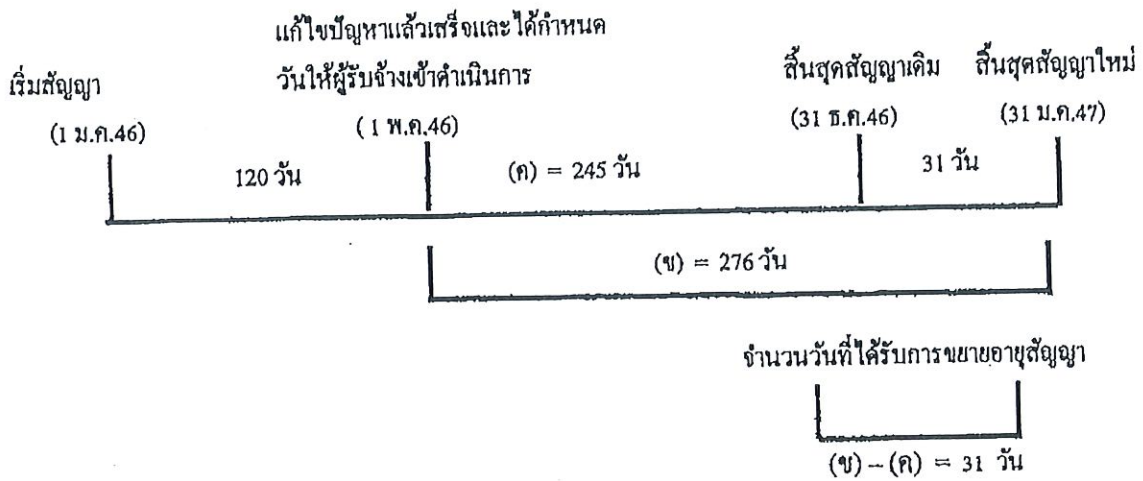 แก้ไขปัญหาแล้วเสร็จและได้กำหนด
วันให้ผู้รับจ้างเข้าดำเนินการ
เริ่มสัญญา
สิ้นสุดสัญญาเดิม
สิ้นสุดสัญญาใหม่
(1 ม.ค.46)
( 1 พ.ค.46)
(31 ธ.ค.46)
(31 ม.ค.47)
120 วัน
(ค) = 245 วัน
31 วัน
(ข) = 276 วัน
จำนวนวันที่ได้รับการขยายอายุสัญญา
(ข) – (ค) = 31 วัน